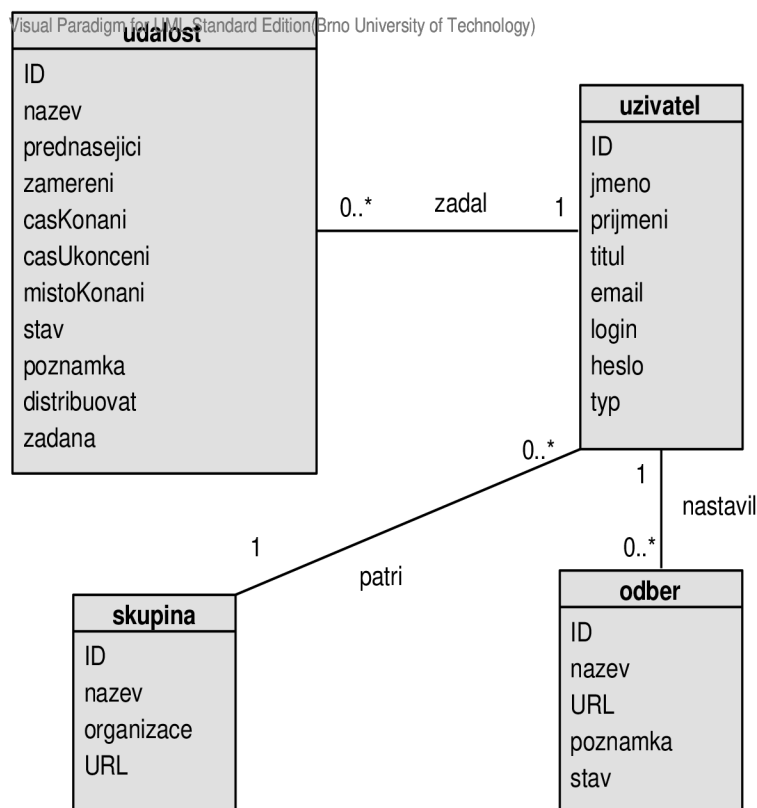 Visual Paradigm for UML Standard Edition(Brno University of Technology)
udalost
ID
nazev
prednasejici
zamereni
casKonani
casUkonceni
mistoKonani
stav
poznamka
distribuovat
zadana
0..*
zadal
1
uzivatel
ID
jmeno
prijmeni
titul
email
login
heslo
typ
0..*
1
patri
1
nastavil
0..*
skupina
ID
nazev
organizace
URL
odber
ID
nazev
URL
poznamka
stav